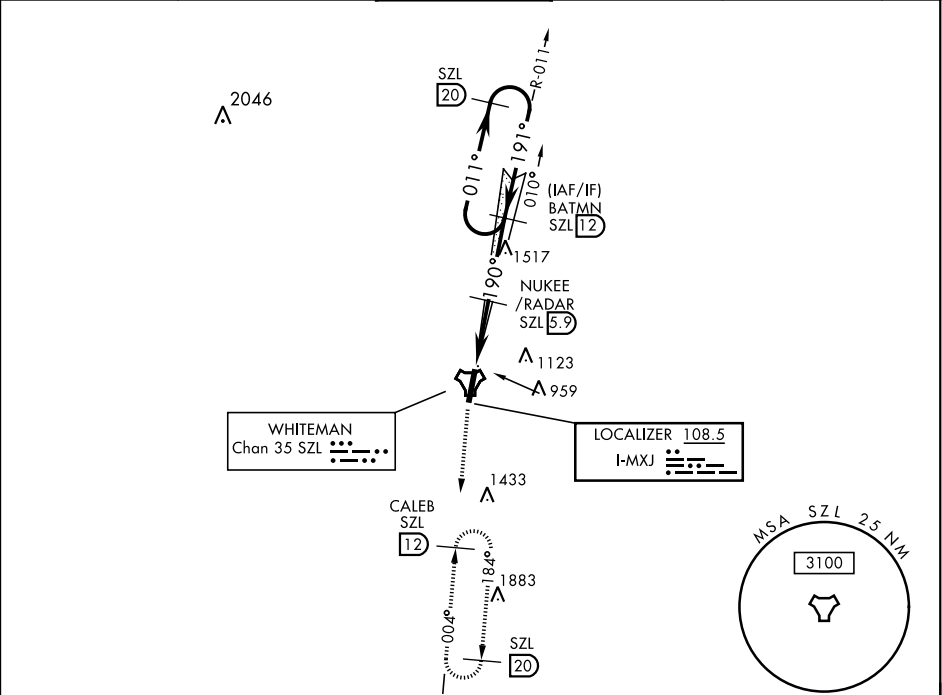 2046
SZL
20
R-011
011°
191°
010°
(IAF/IF)
BATMN
SZL 12
1517
190°
NUKEE
/RADAR
SZL 5.9
1123
959
WHITEMAN
Chan 35 SZL
LOCALIZER 108.5
I-MXJ
1433
CALEB
SZL
12
184°
1883
004°
SZL
20
MSA SZL 25 NM
3100